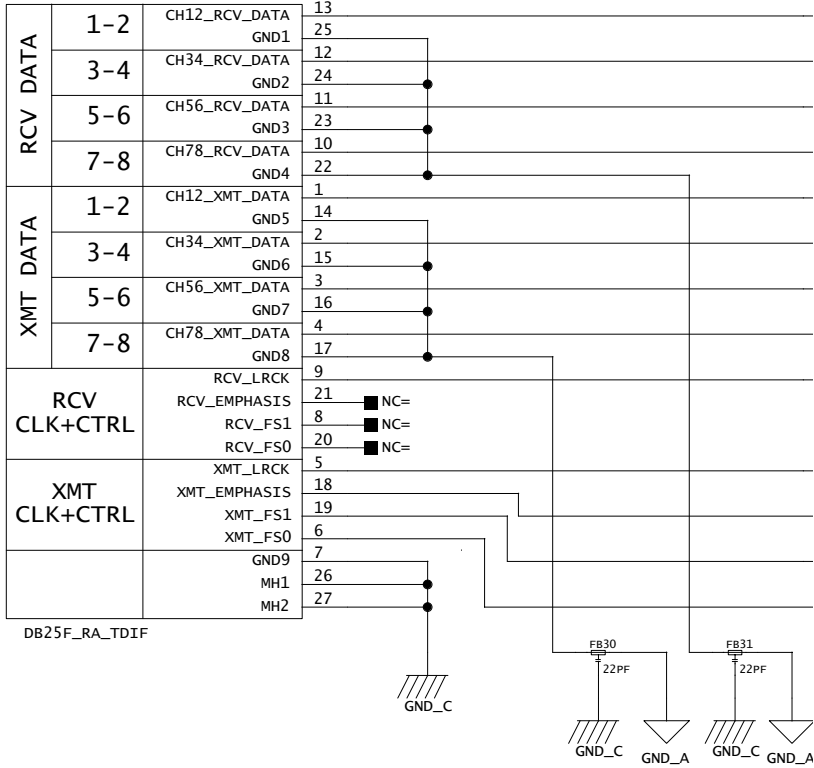 RCV DATA
1-2
CH12_RCV_DATA 13
GND1 25
3-4
CH34_RCV_DATA 12
GND2 24
5-6
CH56_RCV_DATA 11
GND3 23
7-8
CH78_RCV_DATA 10
GND4 22
XMT DATA
1-2
CH12_XMT_DATA 1
GND5 14
3-4
CH34_XMT_DATA 2
GND6 15
5-6
CH56_XMT_DATA 3
GND7 16
7-8
CH78_XMT_DATA 4
GND8 17
RCV
CLK+CTRL
RCV_LRCK 9
RCV_EMPHASIS 21 NC=
RCV_FS1 8 NC=
RCV_FS0 20 NC=
XMT
CLK+CTRL
XMT_LRCK 5
XMT_EMPHASIS 18
XMT_FS1 19
XMT_FS0 6
GND9 7
MH1 26
MH2 27
DB25F_RA_TDIF
FB30 FB31
22PF 22PF
GND_C
GND_C GND_A GND_C GND_A